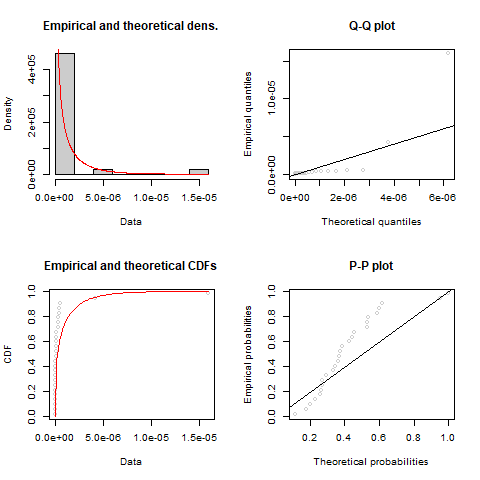 Empirical and theoretical dens.
Density
0e+00 2e+05 4e+05
0.0e+00 5.0e-06 1.0e-05 1.5e-05
Data
Q-Q plot
Empirical quantiles
0.0e+00 1.0e-05
0e+00 2e-06 4e-06 6e-06
Theoretical quantiles
Empirical and theoretical CDFs
CDF
0.0 0.2 0.4 0.6 0.8 1.0
0.0e+00 5.0e-06 1.0e-05 1.5e-05
Data
P-P plot
Empirical probabilities
0.0 0.2 0.4 0.6 0.8 1.0
0.2 0.4 0.6 0.8 1.0
Theoretical probabilities